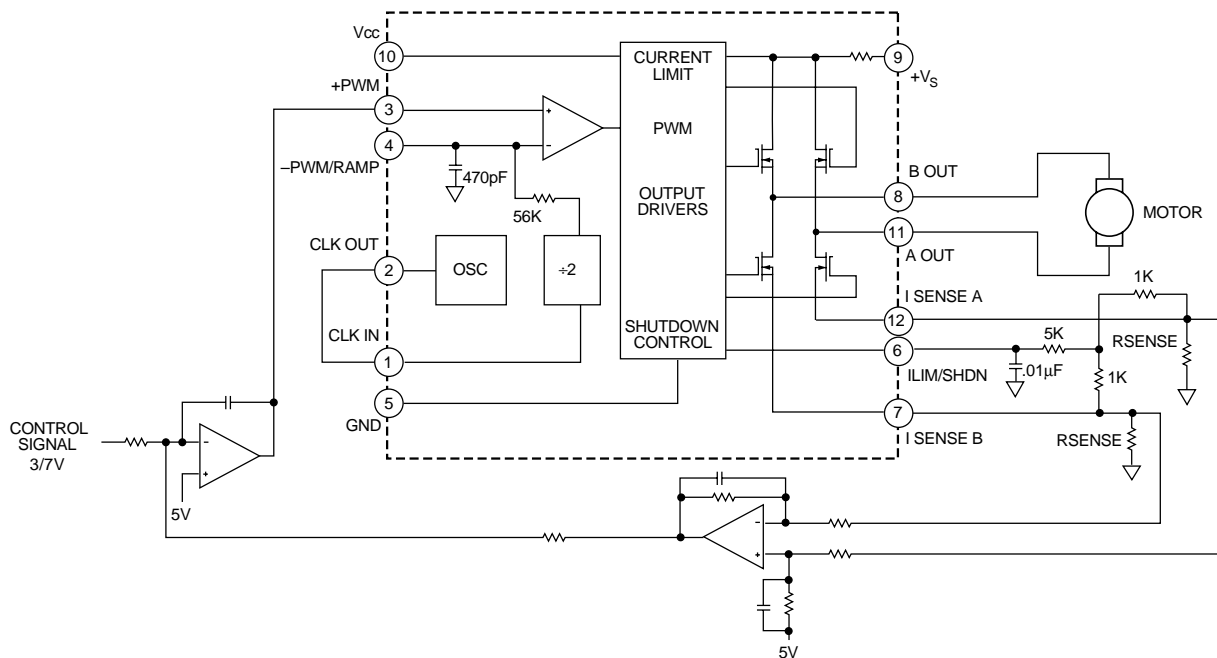 Vcc
10
+PWM
3
4
–PWM/RAMP
470pF
56K
CLK OUT
2
OSC
÷2
CLK IN
1
5
GND
+
–
CURRENT
LIMIT
PWM
OUTPUT
DRIVERS
SHUTDOWN
CONTROL
9
+VS
B OUT
8
11
A OUT
MOTOR
I SENSE A
12
1K
5K
6
ILIM/SHDN
.01µF
RSENSE
1K
7
I SENSE B
RSENSE
CONTROL
SIGNAL
3/7V
–
+
5V
–
+
5V